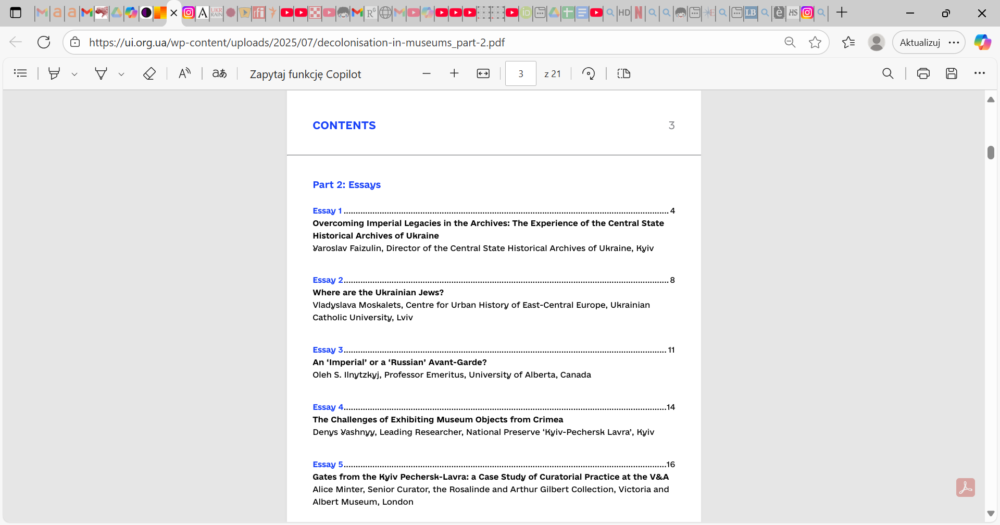 https://ui.org.ua/wp-content/uploads/2025/07/decolonisation-in-museums_part-2.pdf
Aktualizuj
Zapytaj funkcję Copilot
3
z 21
CONTENTS
3
Part 2: Essays
Essay 1 ........ 4
Overcoming Imperial Legacies in the Archives: The Experience of the Central State
Historical Archives of Ukraine
Yaroslav Faizulin, Director of the Central State Historical Archives of Ukraine, Kyiv
Essay 2 ........ 8
Where are the Ukrainian Jews?
Vladyslava Moskalets, Centre for Urban History of East-Central Europe, Ukrainian
Catholic University, Lviv
Essay 3 ........ 11
An ‘Imperial’ or a ‘Russian’ Avant-Garde?
Oleh S. Ilnytzkyj, Professor Emeritus, University of Alberta, Canada
Essay 4 ........ 14
The Challenges of Exhibiting Museum Objects from Crimea
Denys Yashnyy, Leading Researcher, National Preserve ‘Kyiv-Pechersk Lavra’, Kyiv
Essay 5 ........ 16
Gates from the Kyiv Pechersk-Lavra: a Case Study of Curatorial Practice at the V&A
Alice Minter, Senior Curator, the Rosalinde and Arthur Gilbert Collection, Victoria and
Albert Museum, London